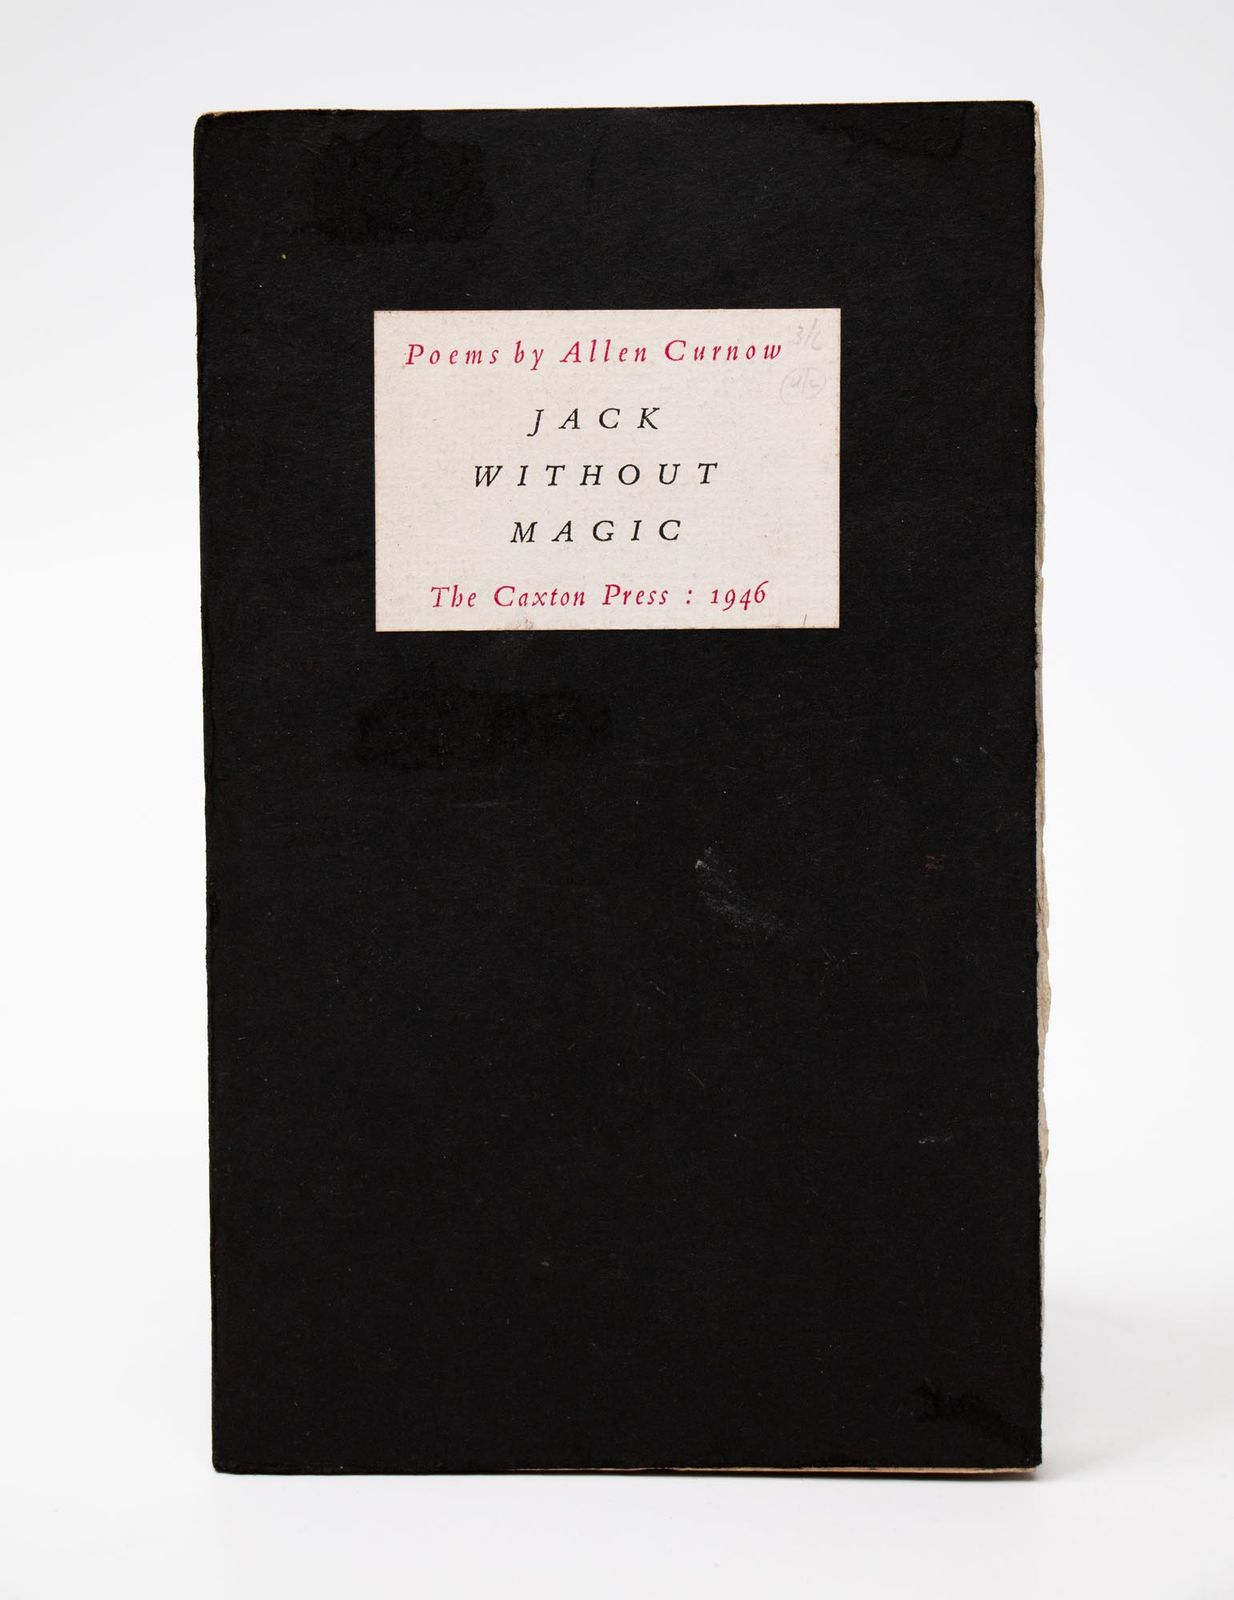 Poems by Allen Curnow
JACK
WITHOUT
MAGIC
The Caxton Press : 1946